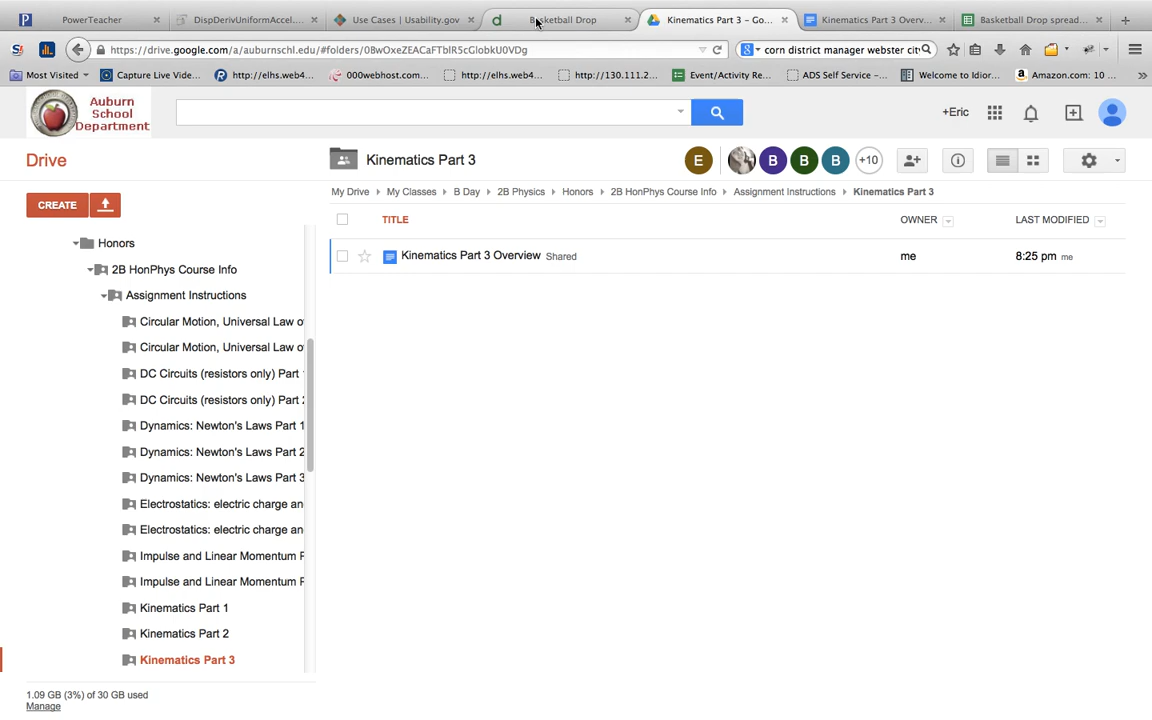 PowerTeacher
DispDerivUniformAccel....
Use Cases | Usability.gov
Basketball Drop
Kinematics Part 3 – Go...
Kinematics Part 3 Overv...
Basketball Drop spread...
https://drive.google.com/a/auburnschl.edu/#folders/0BwOxeZEACaFTblR5cGlobkU0VDg
corn district manager webster city
Most Visited
Capture Live Vide...
http://elhs.web4...
000webhost.com...
http://elhs.web4...
http://130.111.2...
Event/Activity Re...
ADS Self Service –...
Welcome to Idior...
Amazon.com: 10 ...
Auburn
School
Department
+Eric
Drive
Kinematics Part 3
E
B
B
B
+10
My Drive
My Classes
B Day
2B Physics
Honors
2B HonPhys Course Info
Assignment Instructions
Kinematics Part 3
CREATE
TITLE
OWNER
LAST MODIFIED
Kinematics Part 3 Overview Shared
me
8:25 pm me
Honors
2B HonPhys Course Info
Assignment Instructions
Circular Motion, Universal Law o
Circular Motion, Universal Law o
DC Circuits (resistors only) Part
DC Circuits (resistors only) Part 2
Dynamics: Newton's Laws Part 1
Dynamics: Newton's Laws Part 2
Dynamics: Newton's Laws Part 3
Electrostatics: electric charge an
Electrostatics: electric charge an
Impulse and Linear Momentum P
Impulse and Linear Momentum P
Kinematics Part 1
Kinematics Part 2
Kinematics Part 3
1.09 GB (3%) of 30 GB used
Manage